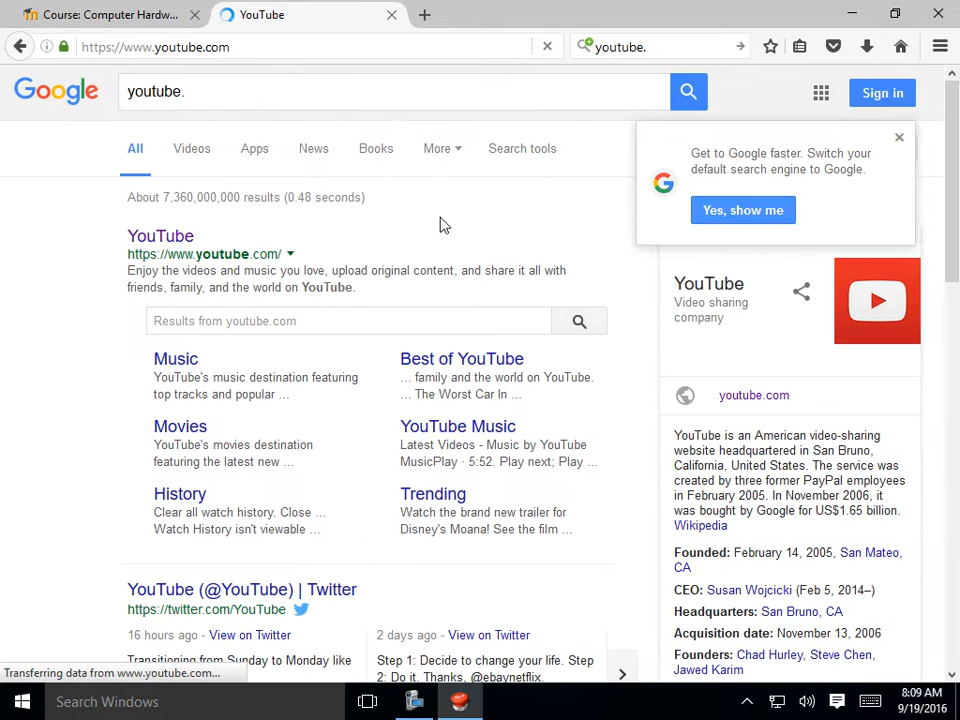 Course: Computer Hardw...
YouTube
https://www.youtube.com
youtube.
Google
youtube.
Sign in
All Videos Apps News Books More Search tools
Get to Google faster. Switch your
default search engine to Google.
Yes, show me
About 7,360,000,000 results (0.48 seconds)
YouTube
https://www.youtube.com/
Enjoy the videos and music you love, upload original content, and share it all with
friends, family, and the world on YouTube.
Results from youtube.com
Music
YouTube's music destination featuring
top tracks and popular ...
Best of YouTube
... family and the world on YouTube.
... The Worst Car In ...
Movies
YouTube's movies destination
featuring the latest new ...
YouTube Music
Latest Videos - Music by YouTube
MusicPlay · 5:52. Play next; Play ...
History
Clear all watch history. Close ...
Watch History isn't viewable ...
Trending
Watch the brand new trailer for
Disney's Moana! See the film ...
YouTube (@YouTube) | Twitter
https://twitter.com/YouTube
16 hours ago - View on Twitter
Transitioning from Sunday to Monday like
2 days ago - View on Twitter
Step 1: Decide to change your life. Step
2: Do it. Thanks, @ebaynetflix.
YouTube
Video sharing
company
youtube.com
YouTube is an American video-sharing
website headquartered in San Bruno,
California, United States. The service was
created by three former PayPal employees
in February 2005. In November 2006, it
was bought by Google for US$1.65 billion.
Wikipedia
Founded: February 14, 2005, San Mateo,
CA
CEO: Susan Wojcicki (Feb 5, 2014–)
Headquarters: San Bruno, CA
Acquisition date: November 13, 2006
Founders: Chad Hurley, Steve Chen,
Jawed Karim
Transferring data from www.youtube.com...
Search Windows
8:09 AM
9/19/2016